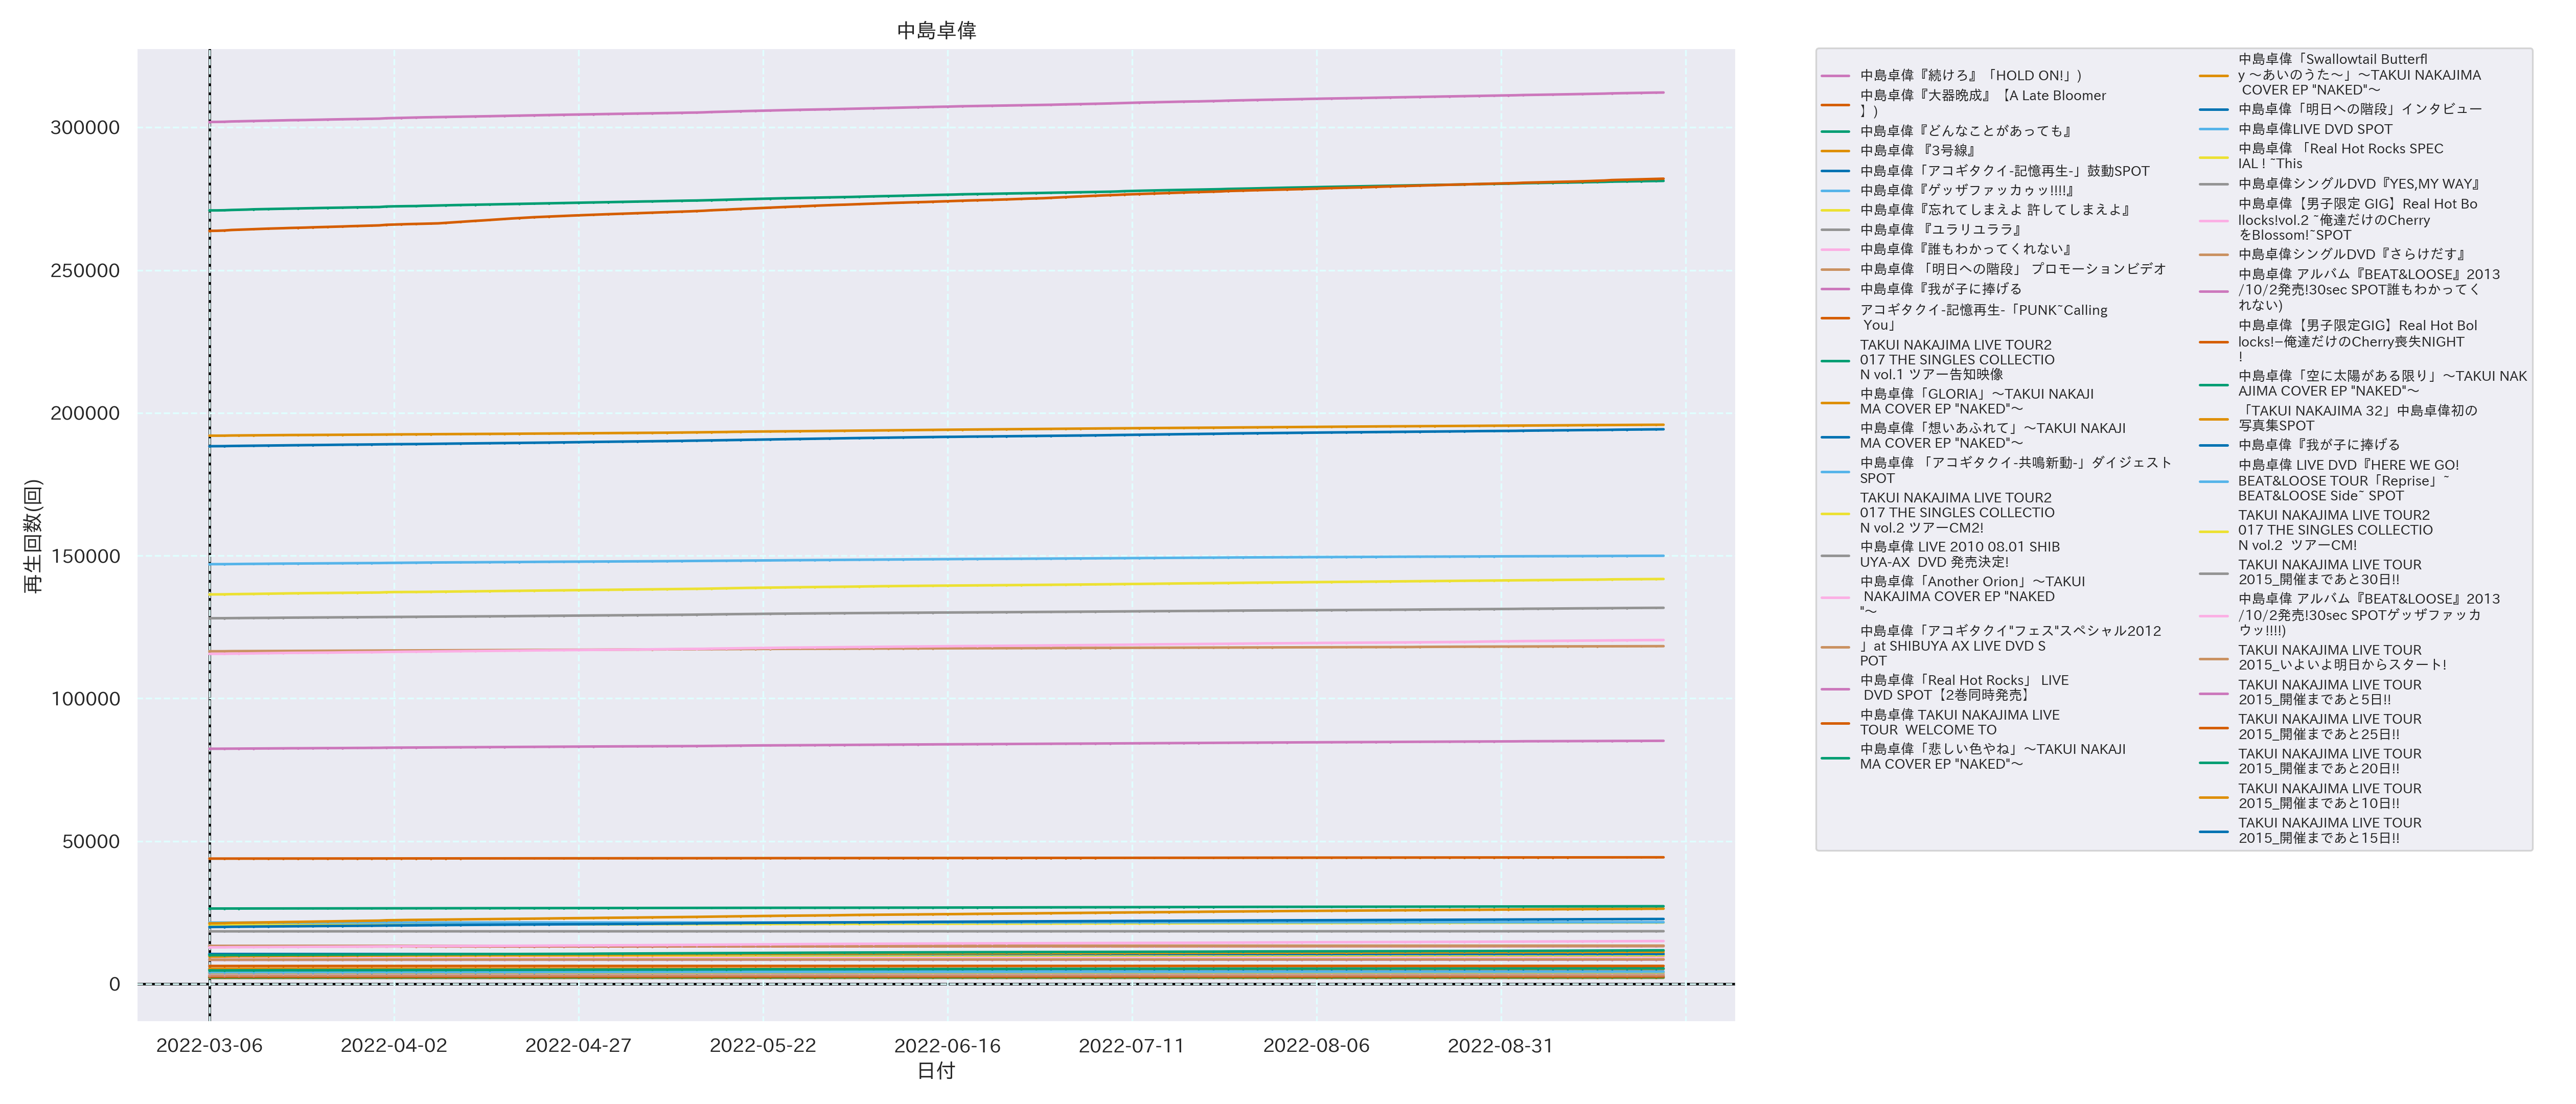 中島卓偉
再生回数(回)
300000
250000
200000
150000
100000
50000
0
2022-03-06
2022-04-02
2022-04-27
2022-05-22
2022-06-16
2022-07-11
2022-08-06
2022-08-31
日付
中島卓偉『続けろ』「HOLD ON!」)
中島卓偉『大器晩成』【A Late Bloomer
】)
中島卓偉『どんなことがあっても』
中島卓偉 『3号線』
中島卓偉「アコギタクイ-記憶再生-」鼓動SPOT
中島卓偉『ゲッザファッカゥッ!!!!』
中島卓偉『忘れてしまえよ 許してしまえよ』
中島卓偉 『ユラリユララ』
中島卓偉『誰もわかってくれない』
中島卓偉 「明日への階段」 プロモーションビデオ
中島卓偉『我が子に捧げる
アコギタクイ-記憶再生-「PUNK~Calling
You」
TAKUI NAKAJIMA LIVE TOUR2
017 THE SINGLES COLLECTIO
N vol.1 ツアー告知映像
中島卓偉「GLORIA」〜TAKUI NAKAJI
MA COVER EP "NAKED"〜
中島卓偉「想いあふれて」〜TAKUI NAKAJI
MA COVER EP "NAKED"〜
中島卓偉 「アコギタクイ-共鳴新動-」ダイジェスト
SPOT
TAKUI NAKAJIMA LIVE TOUR2
017 THE SINGLES COLLECTIO
N vol.2 ツアーCM2!
中島卓偉 LIVE 2010 08.01 SHIB
UYA-AX  DVD 発売決定!
中島卓偉「Another Orion」〜TAKUI
NAKAJIMA COVER EP "NAKED
"〜
中島卓偉「アコギタクイ"フェス"スペシャル2012
」at SHIBUYA AX LIVE DVD S
POT
中島卓偉「Real Hot Rocks」 LIVE
DVD SPOT【2巻同時発売】
中島卓偉 TAKUI NAKAJIMA LIVE
TOUR  WELCOME TO
中島卓偉「悲しい色やね」〜TAKUI NAKAJI
MA COVER EP "NAKED"〜
中島卓偉「Swallowtail Butterfl
y 〜あいのうた〜」〜TAKUI NAKAJIMA
COVER EP "NAKED"〜
中島卓偉「明日への階段」インタビュー
中島卓偉LIVE DVD SPOT
中島卓偉 「Real Hot Rocks SPEC
IAL ! ~This
中島卓偉シングルDVD『YES,MY WAY』
中島卓偉【男子限定 GIG】Real Hot Bo
llocks!vol.2 ~俺達だけのCherry
をBlossom!~SPOT
中島卓偉シングルDVD『さらけだす』
中島卓偉 アルバム『BEAT&LOOSE』2013
/10/2発売!30sec SPOT誰もわかってく
れない)
中島卓偉【男子限定GIG】Real Hot Bol
locks!−俺達だけのCherry喪失NIGHT
!
中島卓偉「空に太陽がある限り」〜TAKUI NAK
AJIMA COVER EP "NAKED"〜
「TAKUI NAKAJIMA 32」中島卓偉初の
写真集SPOT
中島卓偉『我が子に捧げる
中島卓偉 LIVE DVD『HERE WE GO!
BEAT&LOOSE TOUR「Reprise」~
BEAT&LOOSE Side~ SPOT
TAKUI NAKAJIMA LIVE TOUR2
017 THE SINGLES COLLECTIO
N vol.2  ツアーCM!
TAKUI NAKAJIMA LIVE TOUR
2015_開催まであと30日!!
中島卓偉 アルバム『BEAT&LOOSE』2013
/10/2発売!30sec SPOTゲッザファッカ
ウッ!!!!)
TAKUI NAKAJIMA LIVE TOUR
2015_いよいよ明日からスタート!
TAKUI NAKAJIMA LIVE TOUR
2015_開催まであと5日!!
TAKUI NAKAJIMA LIVE TOUR
2015_開催まであと25日!!
TAKUI NAKAJIMA LIVE TOUR
2015_開催まであと20日!!
TAKUI NAKAJIMA LIVE TOUR
2015_開催まであと10日!!
TAKUI NAKAJIMA LIVE TOUR
2015_開催まであと15日!!